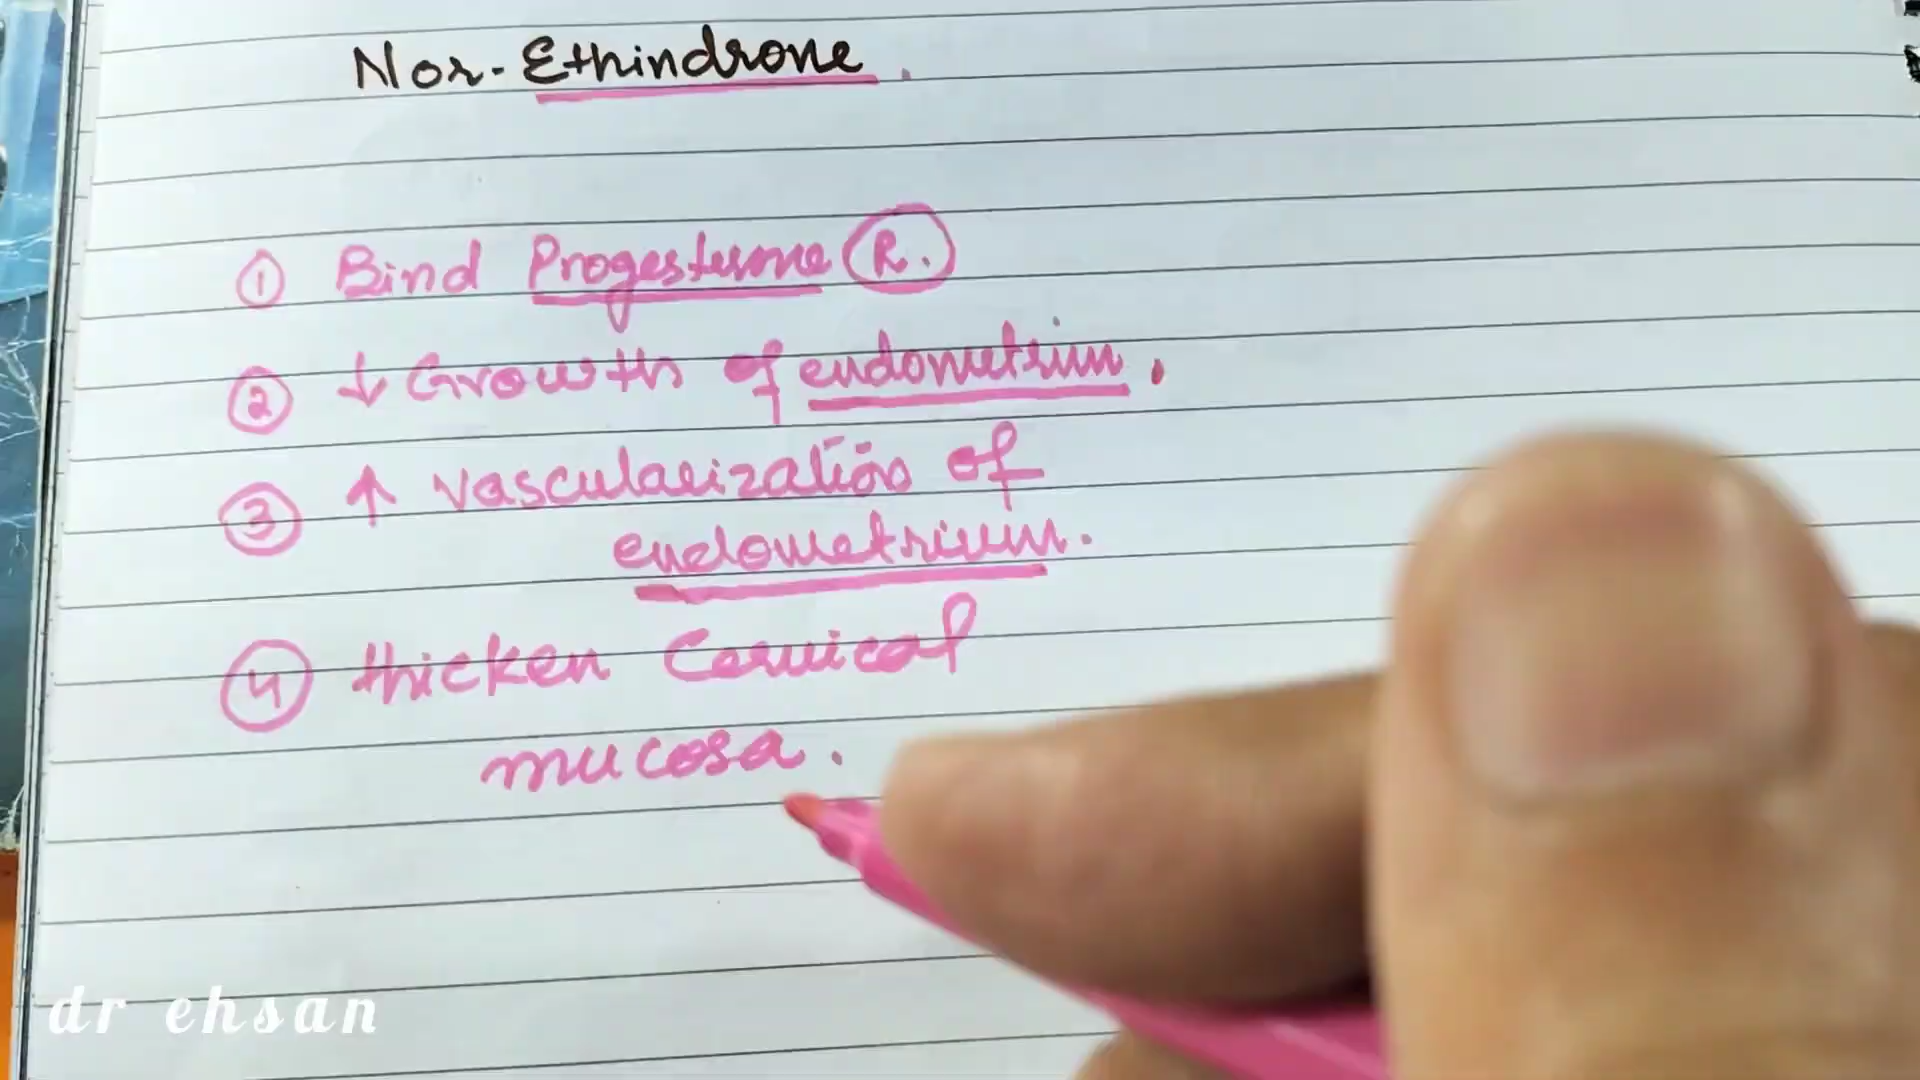 Nor-Ethindrone.
① Bind Progesterone Ⓡ.
② ↓ Growth of endometrium.
③ ↑ vascularization of
endometrium.
④ thicken Cervical
mucosa.
dr ehsan